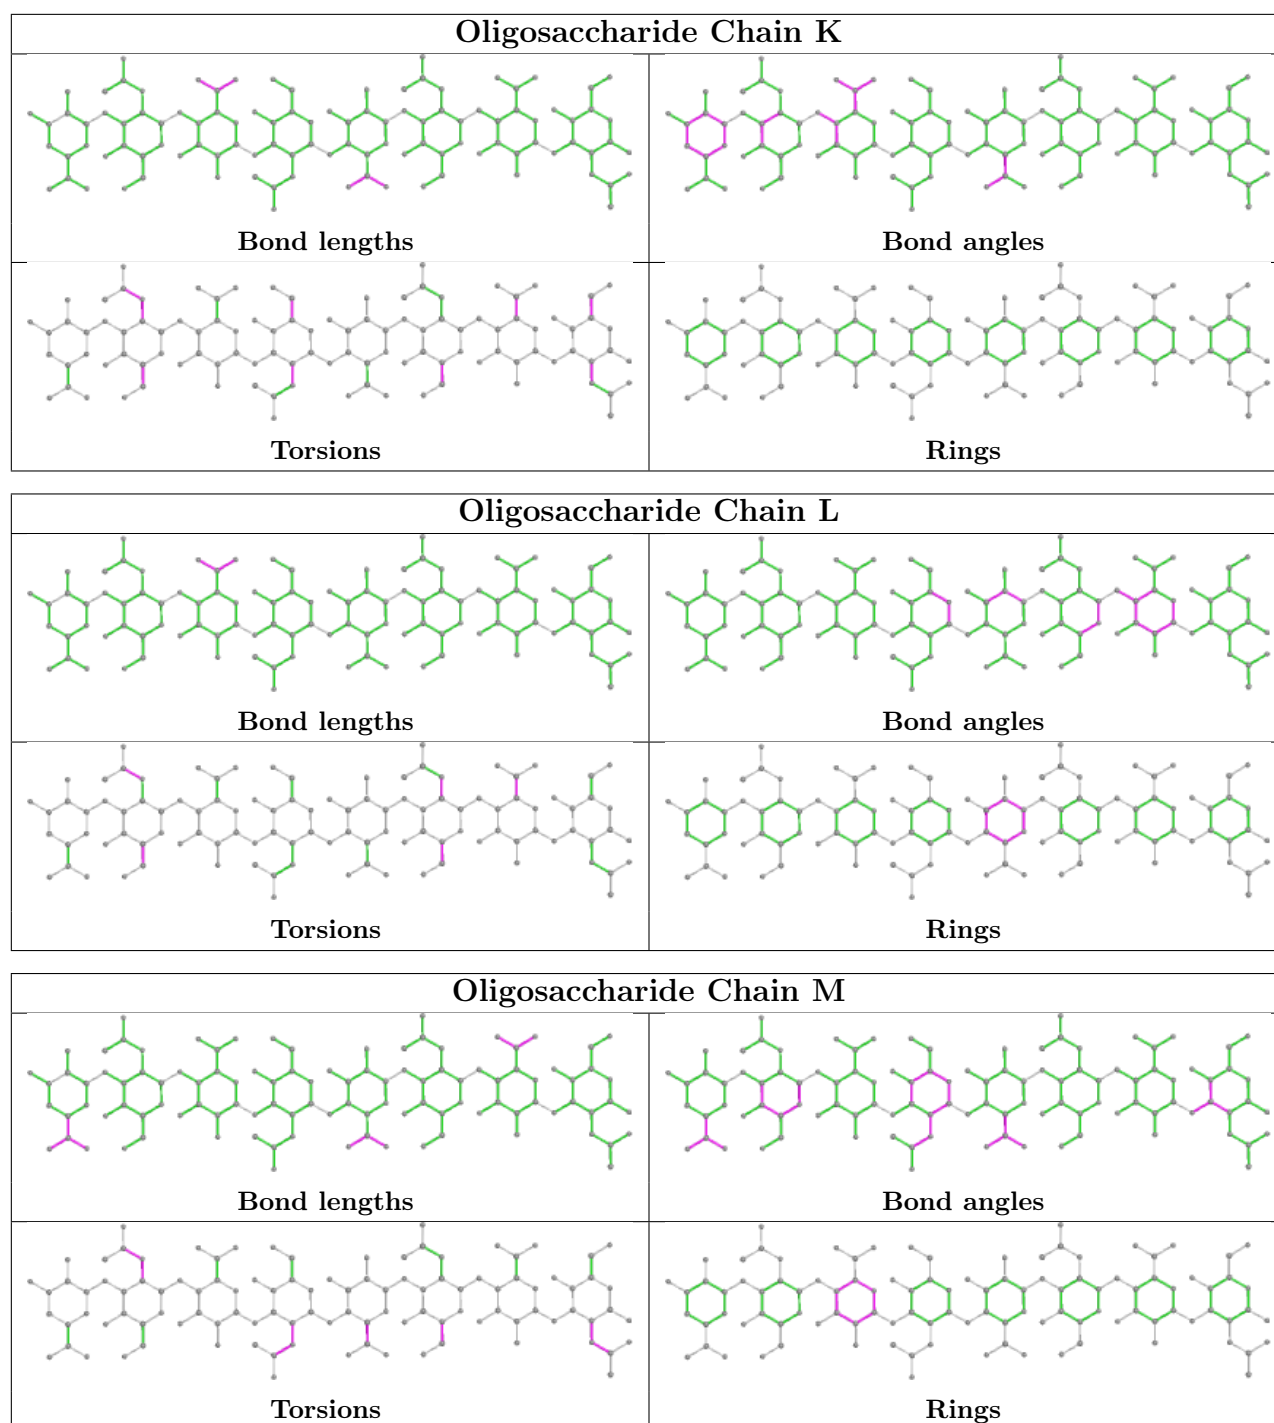 Oligosaccharide Chain K
Bond lengths
Bond angles
Torsions
Rings
Oligosaccharide Chain L
Bond lengths
Bond angles
Torsions
Rings
Oligosaccharide Chain M
Bond lengths
Bond angles
Torsions
Rings